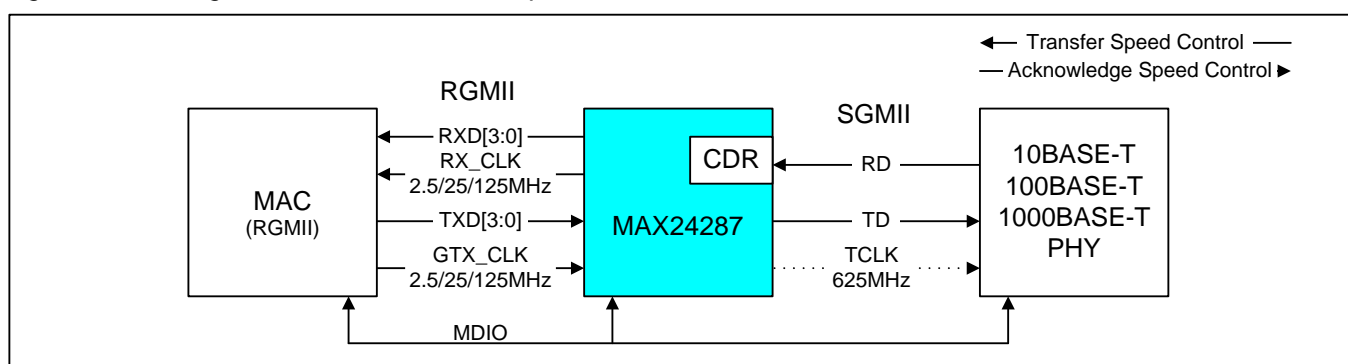 Transfer Speed Control
Acknowledge Speed Control
RGMII
SGMII
MAC
(RGMII)
RXD[3:0]
RX_CLK
2.5/25/125MHz
TXD[3:0]
GTX_CLK
2.5/25/125MHz
CDR
MAX24287
RD
TD
TCLK
625MHz
10BASE-T
100BASE-T
1000BASE-T
PHY
MDIO